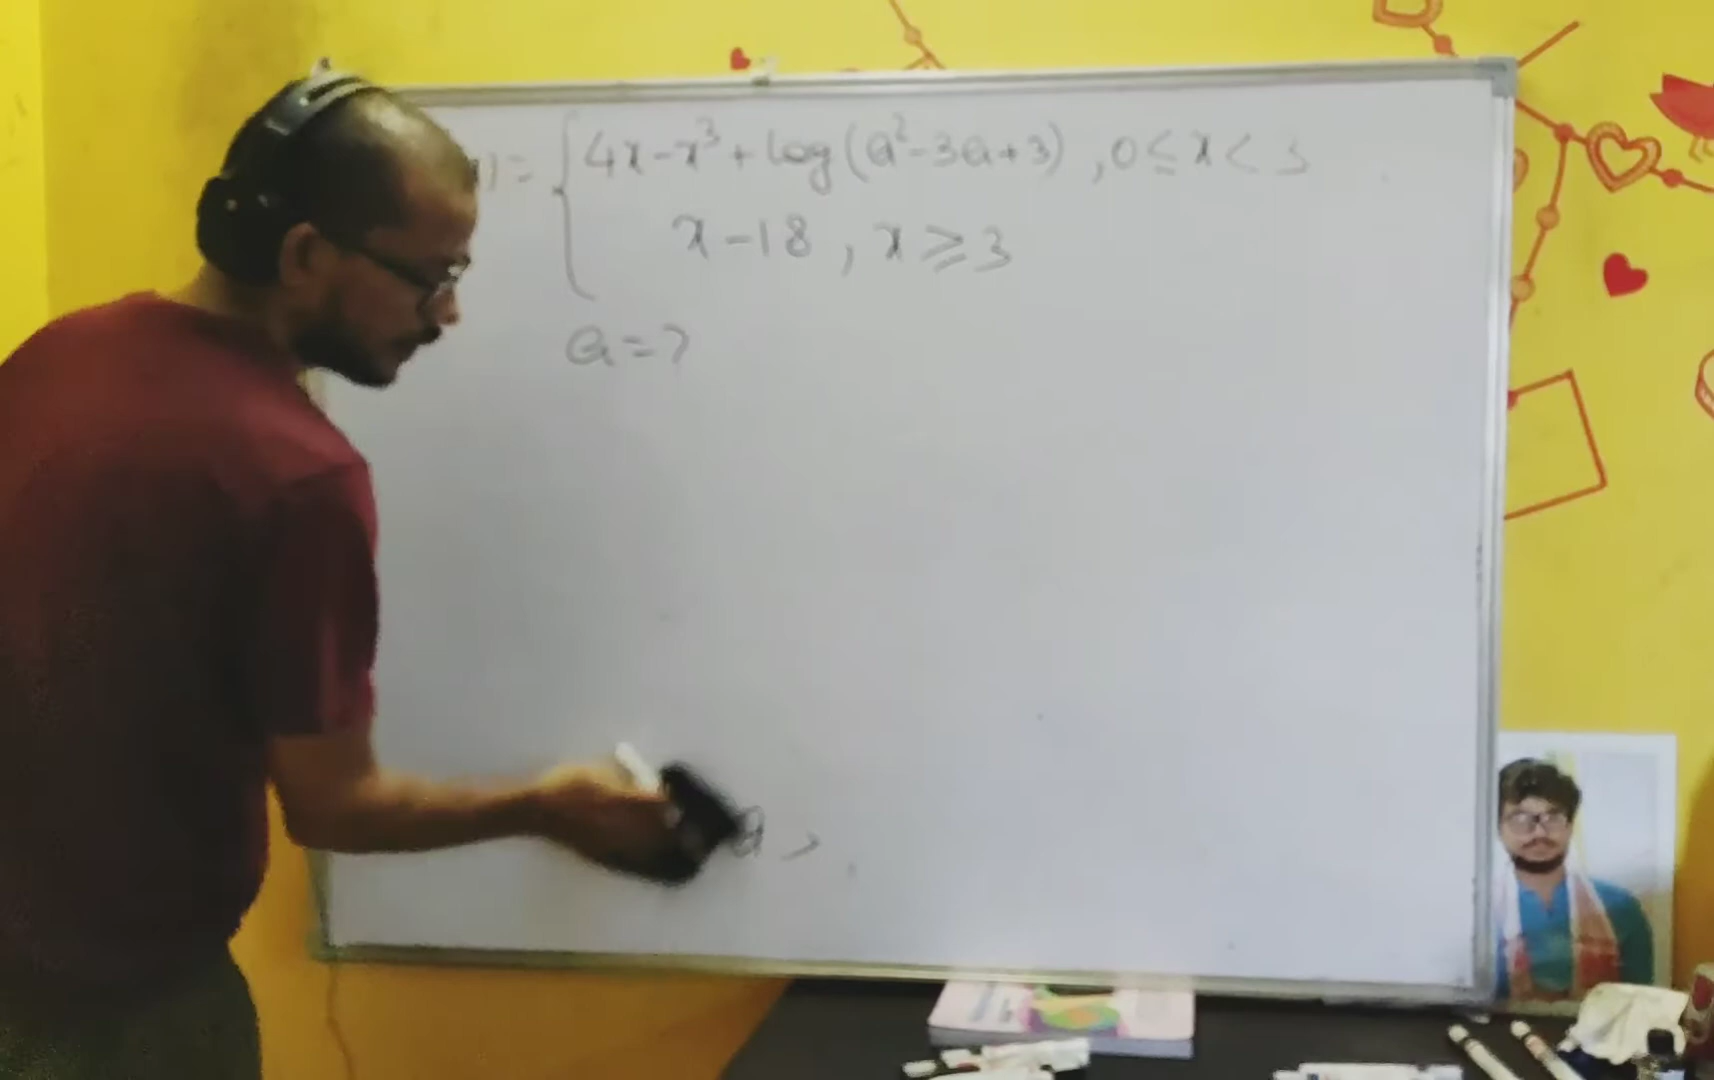 ) = { 4x-x³+log(a²-3a+3), 0≤x<3
x-18, x≥3
a=?
a >